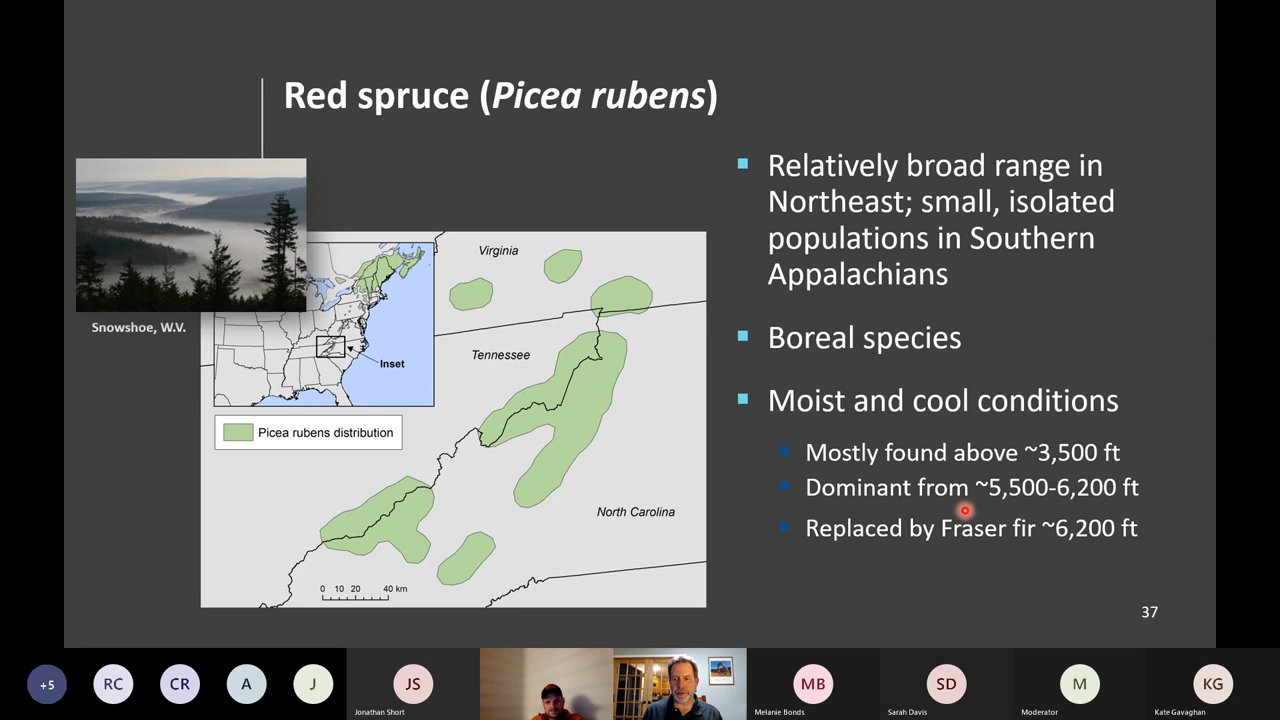 Red spruce (Picea rubens)
Snowshoe, W.V.
Virginia
Tennessee
Inset
Picea rubens distribution
North Carolina
0 10 20 40 km
Relatively broad range in
Northeast; small, isolated
populations in Southern
Appalachians
Boreal species
Moist and cool conditions
Mostly found above ~3,500 ft
Dominant from ~5,500-6,200 ft
Replaced by Fraser fir ~6,200 ft
37
+5
RC
CR
A
J
JS
Jonathan Short
MB
Melanie Bonds
SD
Sarah Davis
M
Moderator
KG
Kate Gavaghan